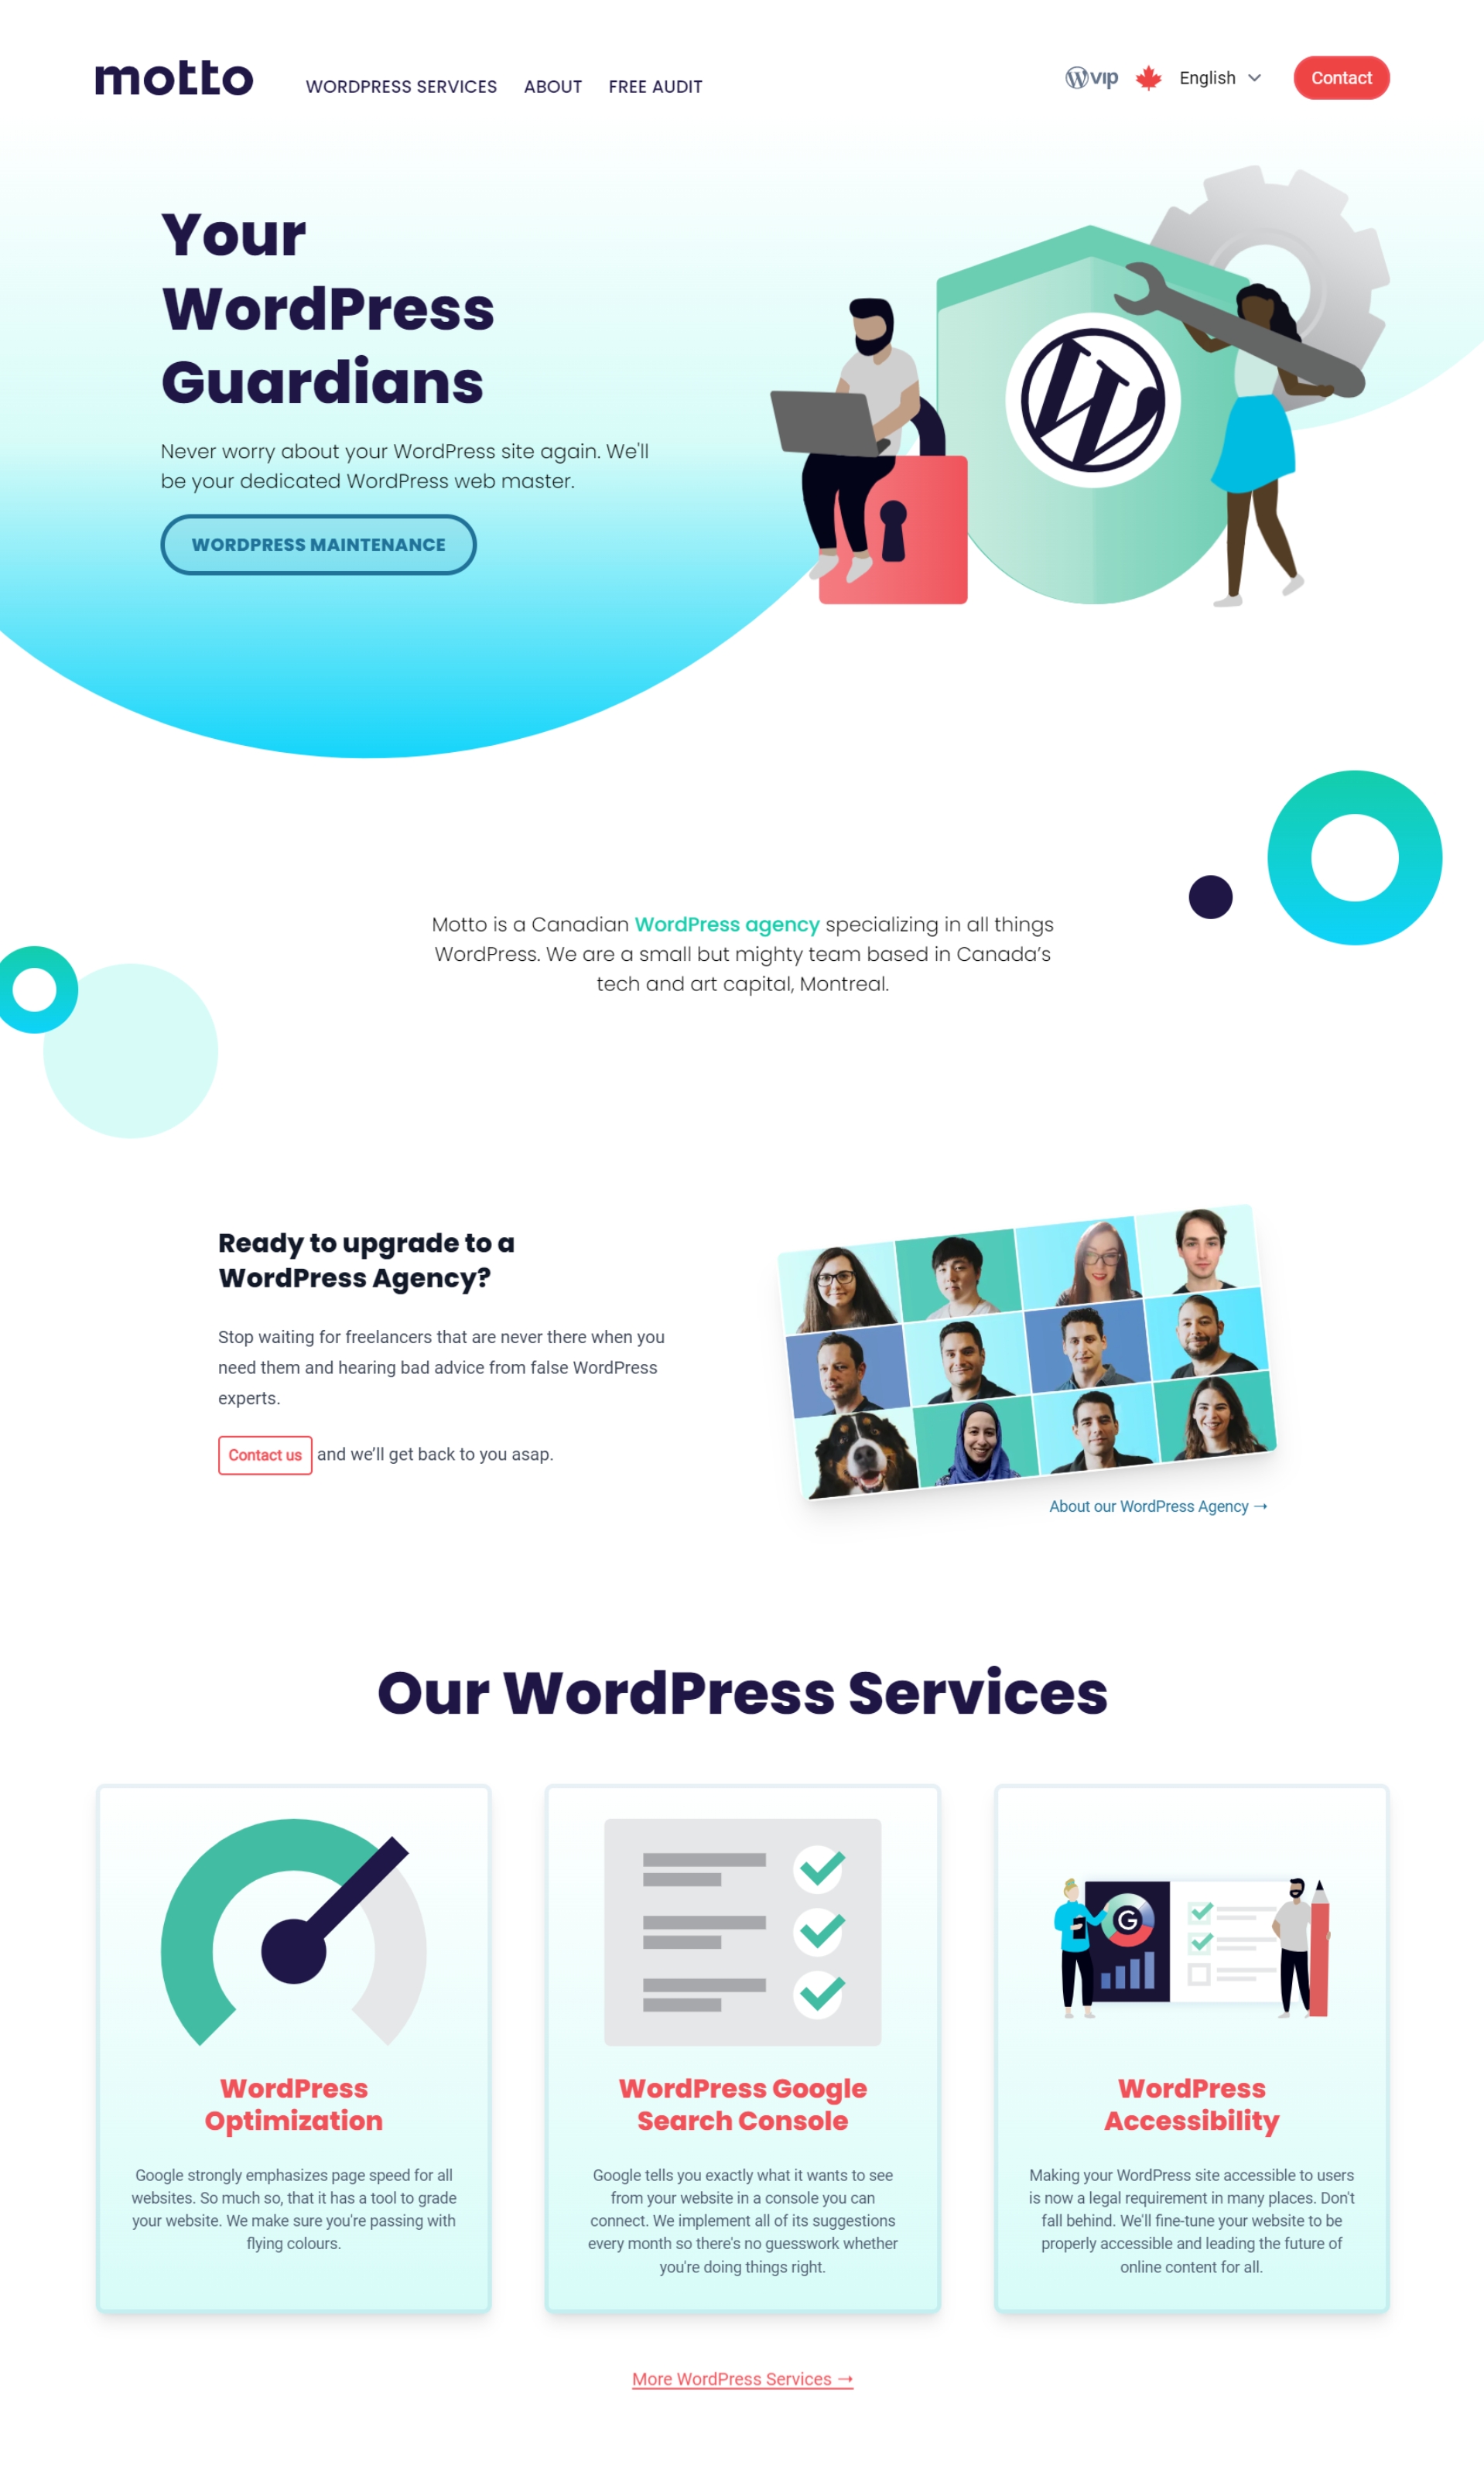 motto
WORDPRESS SERVICES ABOUT FREE AUDIT
vip English Contact
Your
WordPress
Guardians
Never worry about your WordPress site again. We'll
be your dedicated WordPress web master.
WORDPRESS MAINTENANCE
Motto is a Canadian WordPress agency specializing in all things
WordPress. We are a small but mighty team based in Canada’s
tech and art capital, Montreal.
Ready to upgrade to a
WordPress Agency?
Stop waiting for freelancers that are never there when you
need them and hearing bad advice from false WordPress
experts.
Contact us and we’ll get back to you asap.
About our WordPress Agency →
Our WordPress Services
WordPress
Optimization
Google strongly emphasizes page speed for all
websites. So much so, that it has a tool to grade
your website. We make sure you're passing with
flying colours.
G
WordPress Google
Search Console
Google tells you exactly what it wants to see
from your website in a console you can
connect. We implement all of its suggestions
every month so there's no guesswork whether
you're doing things right.
WordPress
Accessibility
Making your WordPress site accessible to users
is now a legal requirement in many places. Don't
fall behind. We'll fine-tune your website to be
properly accessible and leading the future of
online content for all.
More WordPress Services →